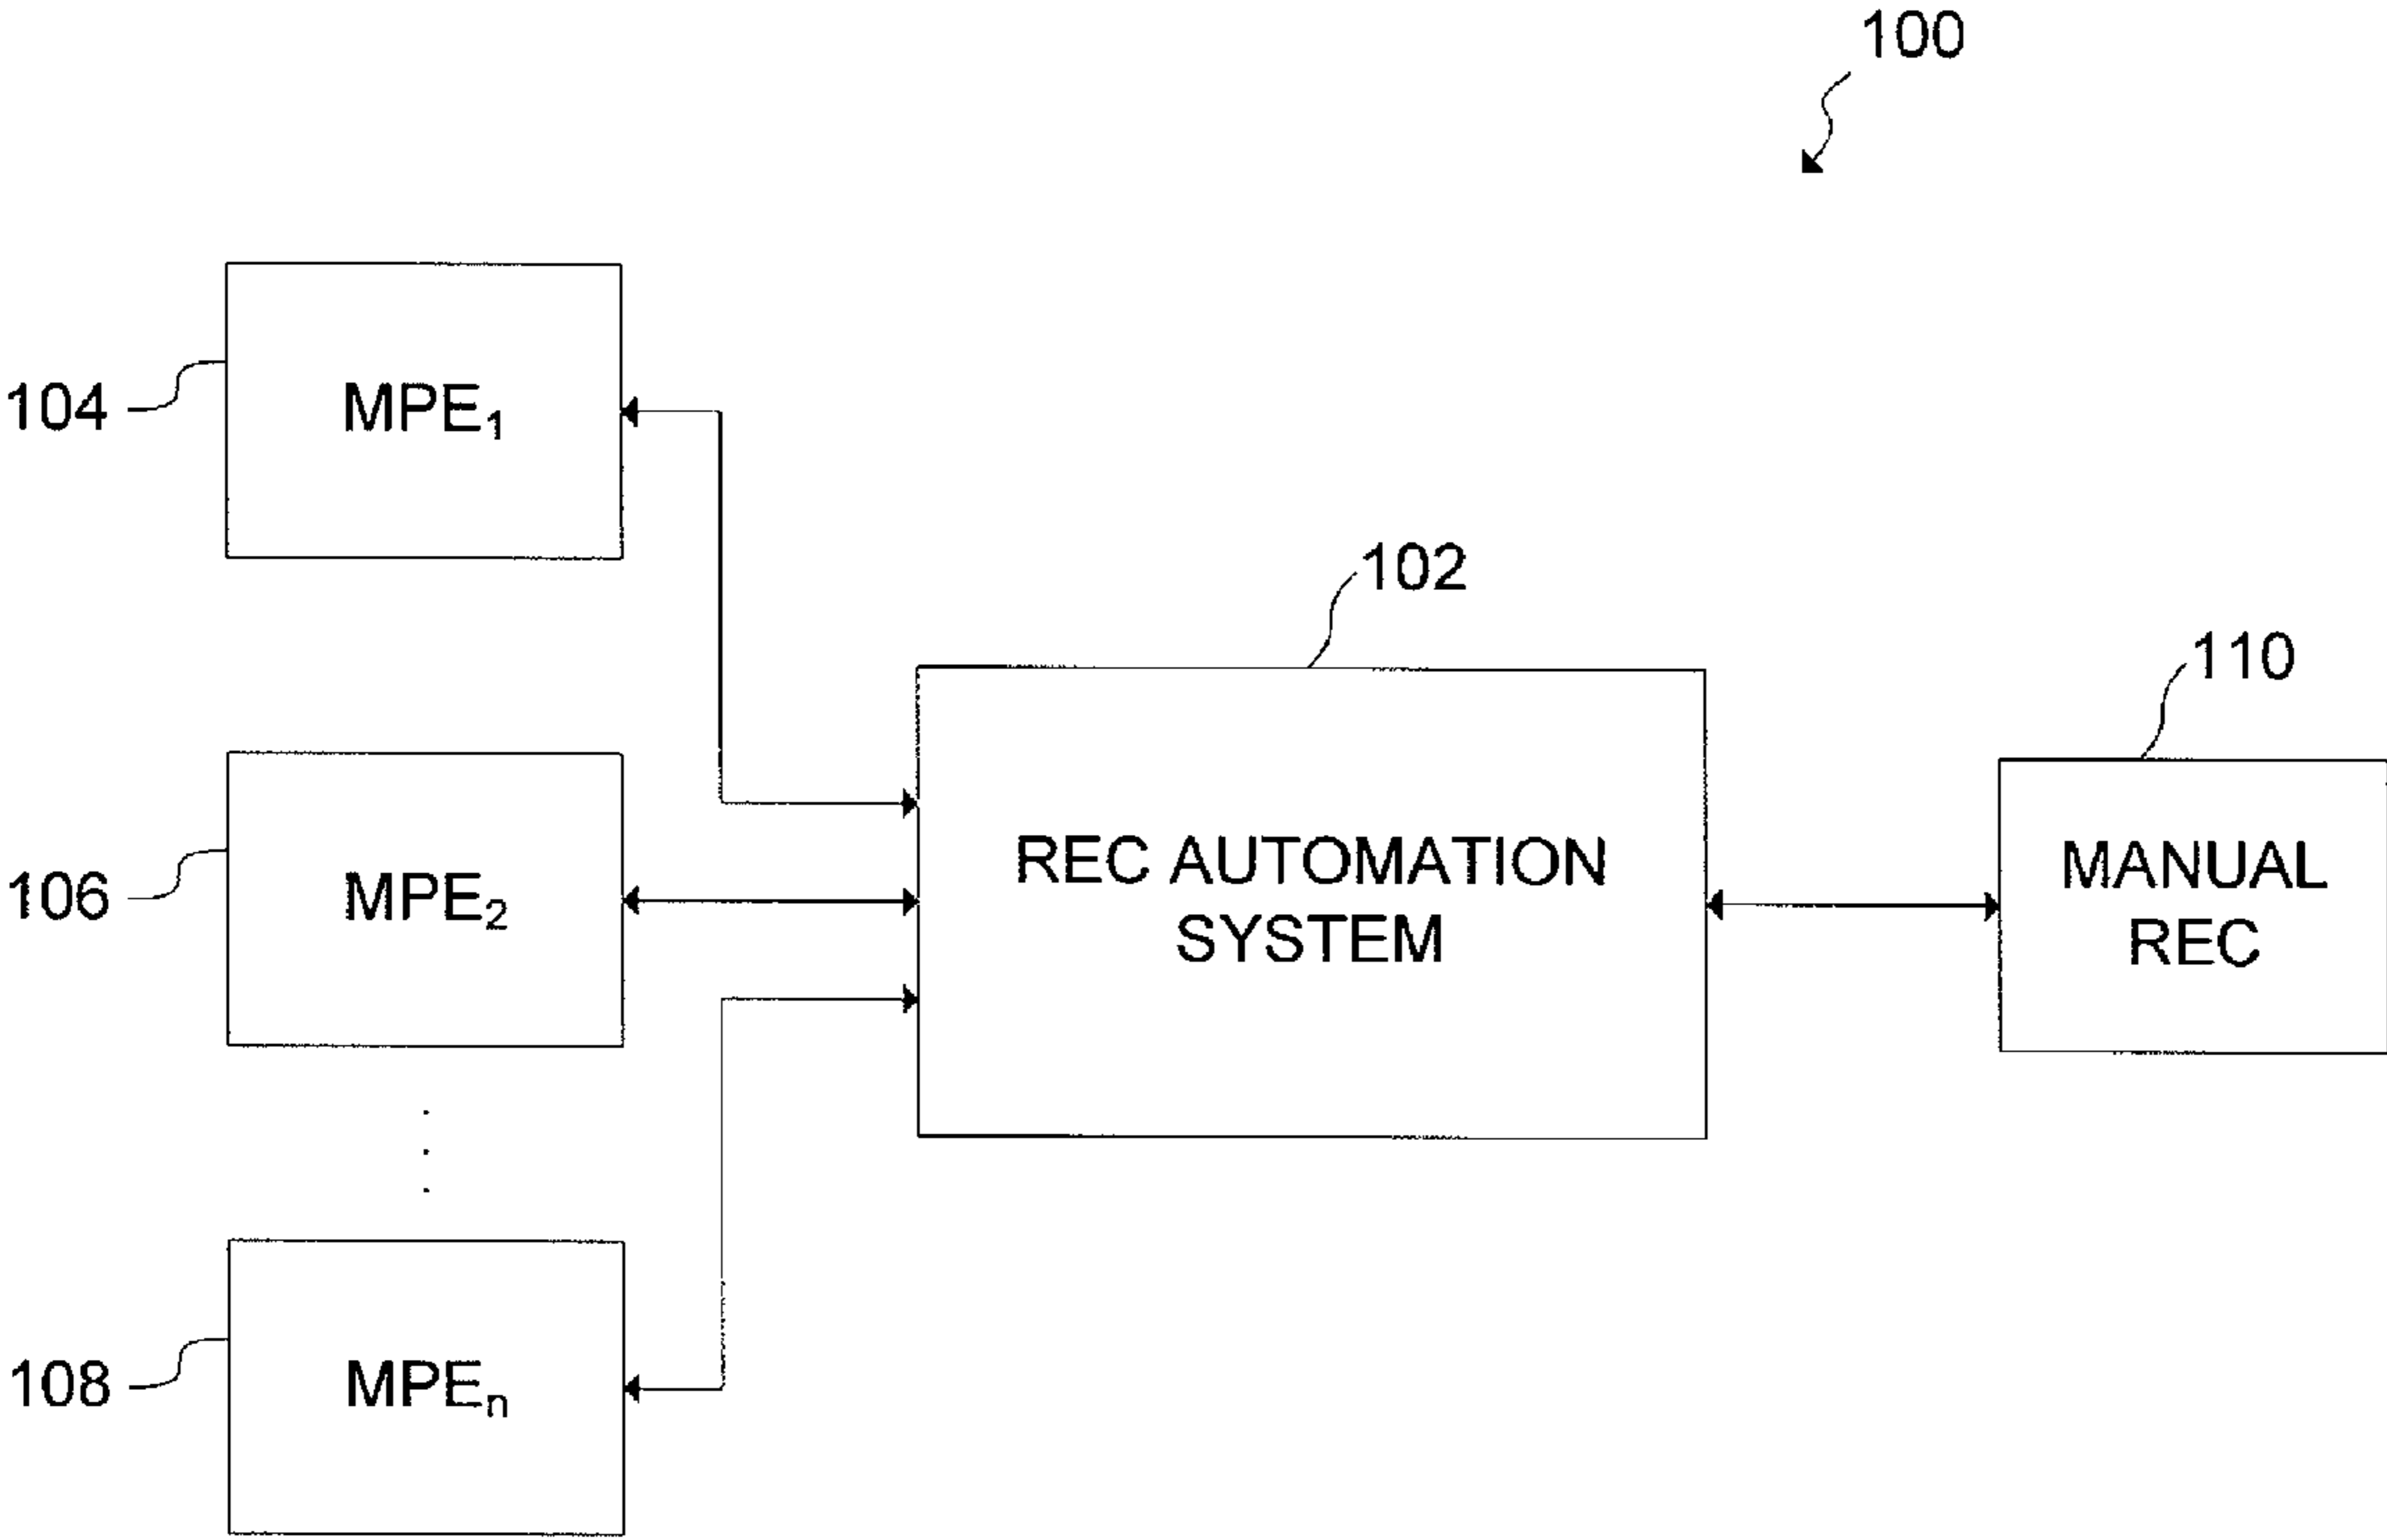 100
104
MPE₁
102
REC AUTOMATION
SYSTEM
110
MANUAL
REC
106
MPE₂
108
MPEₙ